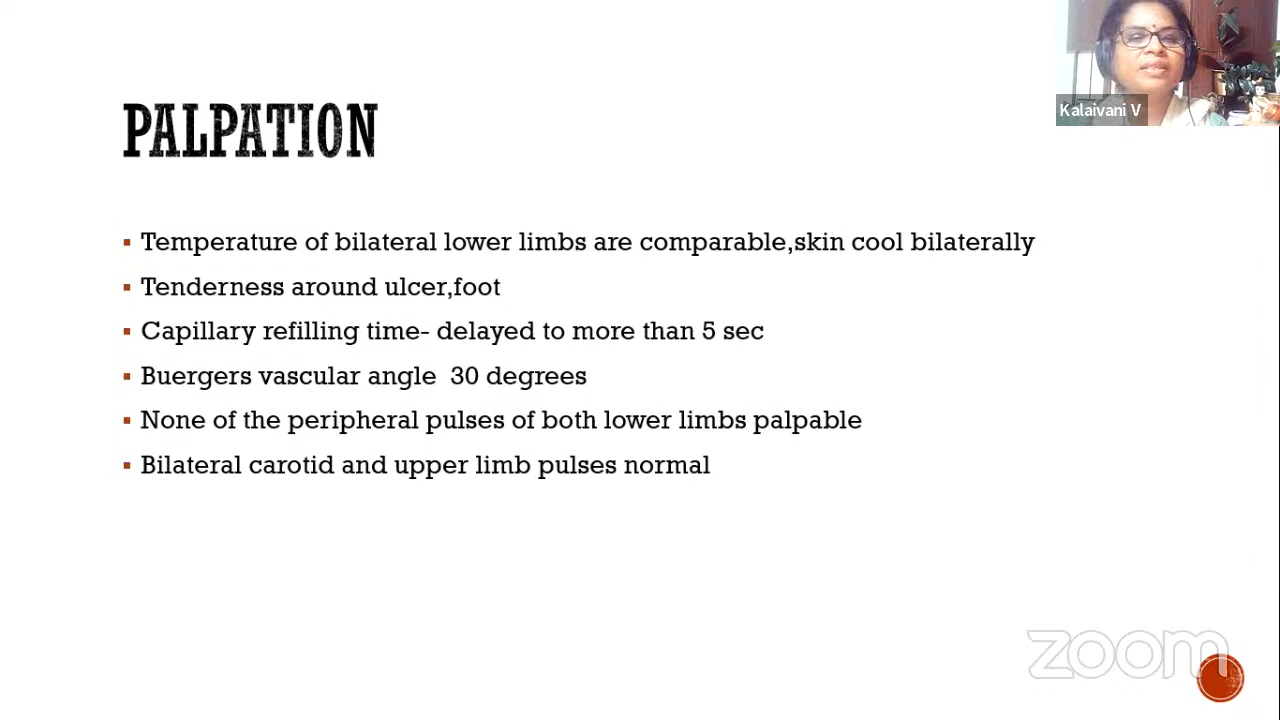 Kalaivani V
PALPATION
Temperature of bilateral lower limbs are comparable,skin cool bilaterally
Tenderness around ulcer,foot
Capillary refilling time- delayed to more than 5 sec
Buergers vascular angle  30 degrees
None of the peripheral pulses of both lower limbs palpable
Bilateral carotid and upper limb pulses normal
zoom